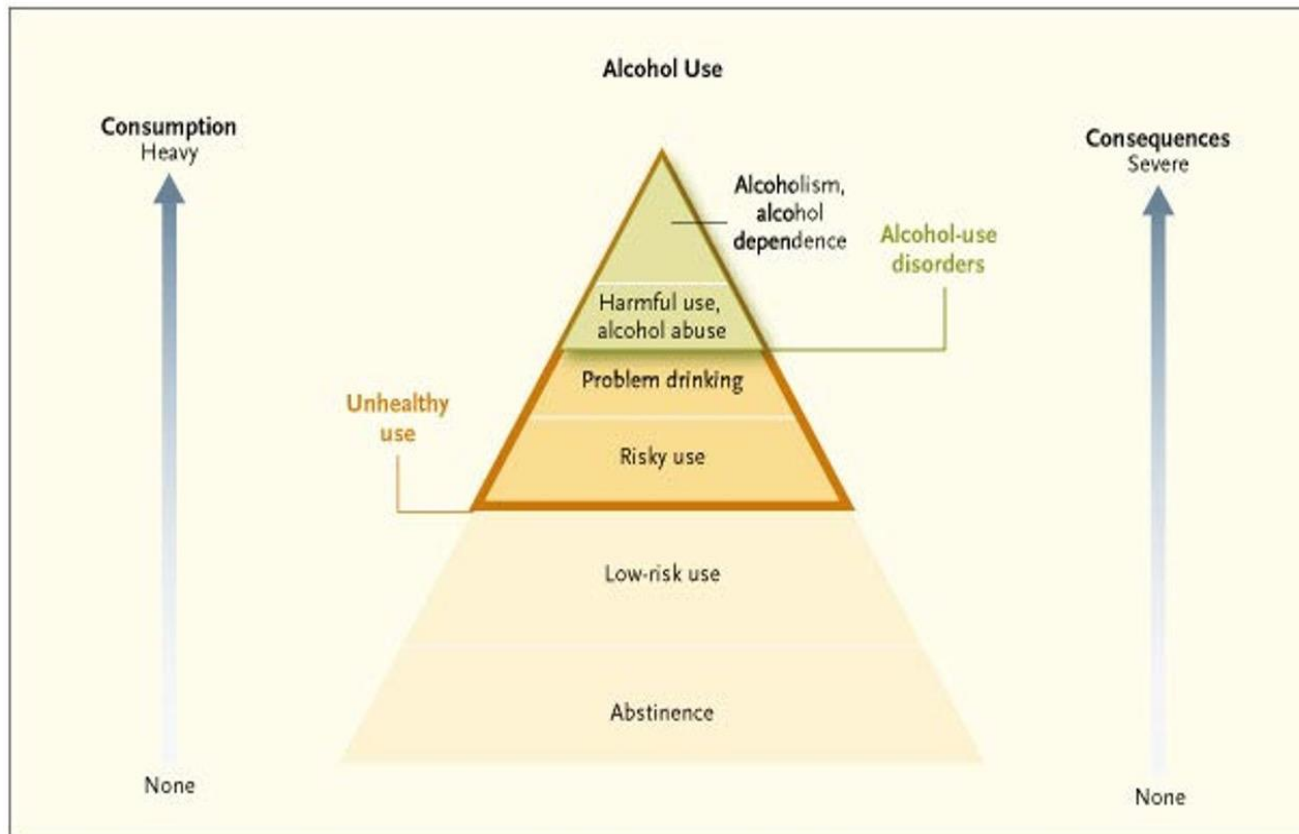 Alcohol Use
Consumption
Heavy
Consequences
Severe
Alcoholism,
alcohol
dependence
Alcohol-use
disorders
Harmful use,
alcohol abuse
Problem drinking
Unhealthy
use
Risky use
Low-risk use
Abstinence
None
None